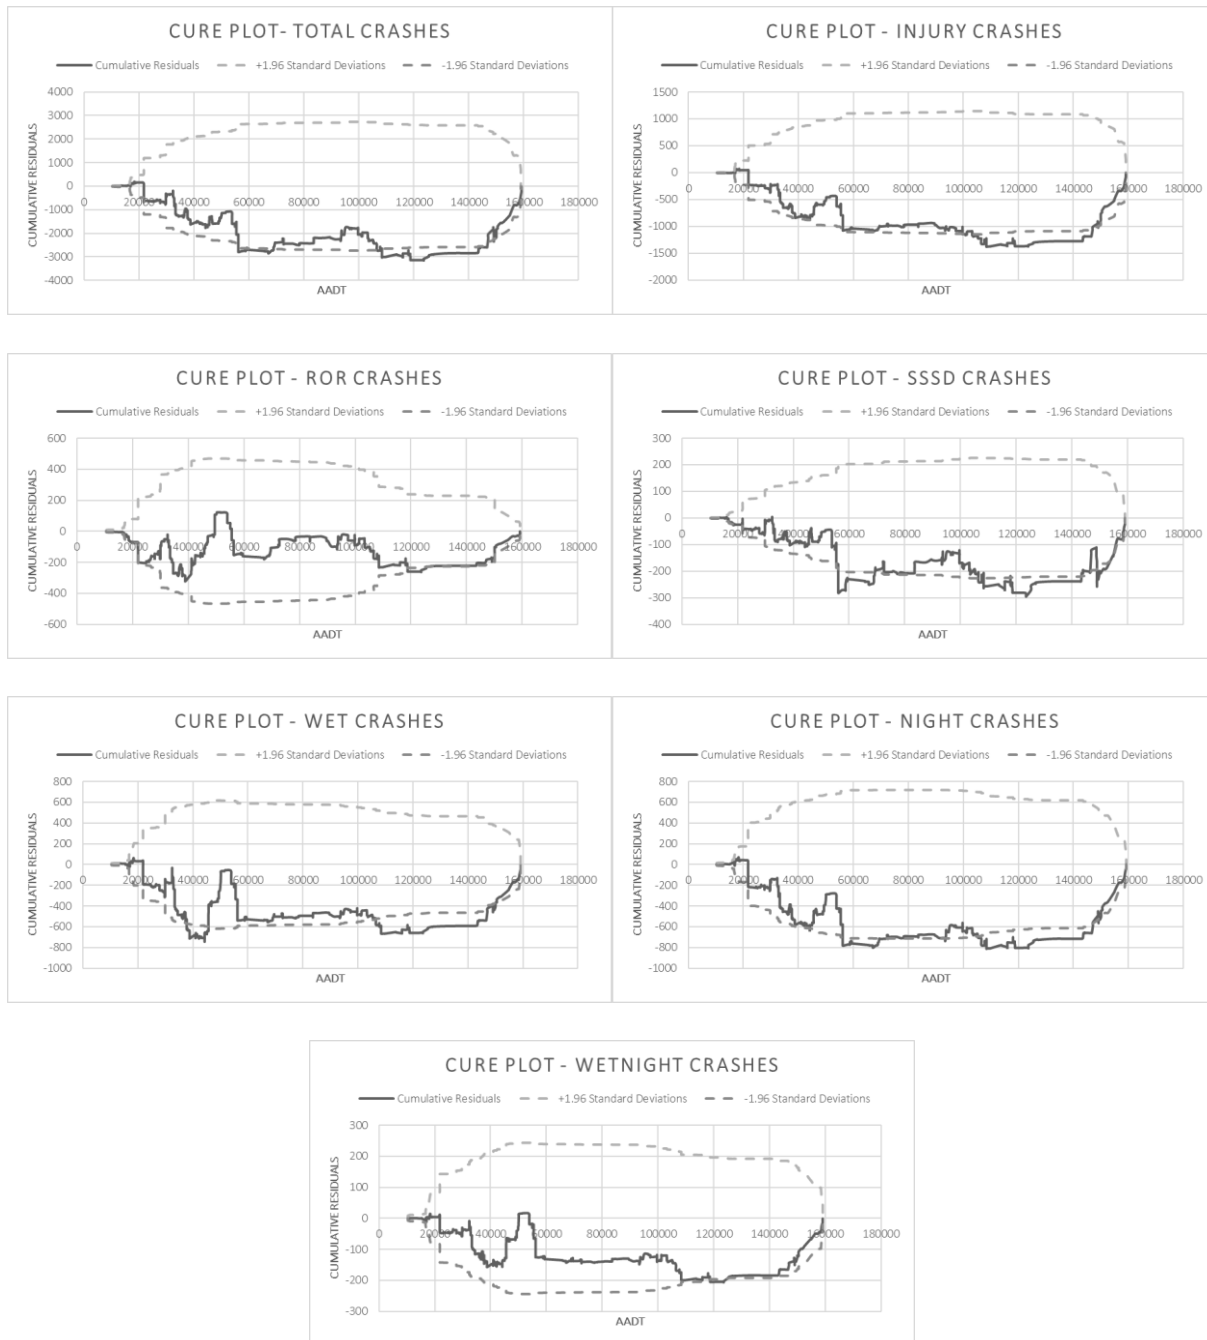 CURE PLOT- TOTAL CRASHES
Cumulative Residuals +1.96 Standard Deviations -1.96 Standard Deviations
4000
3000
2000
1000
0
-1000
-2000
-3000
-4000
0 20000 40000 60000 80000 100000 120000 140000 160000 180000
CUMULATIVE RESIDUALS
AADT
CURE PLOT - INJURY CRASHES
Cumulative Residuals +1.96 Standard Deviations -1.96 Standard Deviations
1500
1000
500
0
-500
-1000
-1500
-2000
0 20000 40000 60000 80000 100000 120000 140000 160000 180000
CUMULATIVE RESIDUALS
AADT
CURE PLOT - ROR CRASHES
Cumulative Residuals +1.96 Standard Deviations -1.96 Standard Deviations
600
400
200
0
-200
-400
-600
0 20000 40000 60000 80000 100000 120000 140000 160000 180000
CUMULATIVE RESIDUALS
AADT
CURE PLOT - SSSD CRASHES
Cumulative Residuals +1.96 Standard Deviations -1.96 Standard Deviations
300
200
100
0
-100
-200
-300
-400
0 20000 40000 60000 80000 100000 120000 140000 160000 180000
CUMULATIVE RESIDUALS
AADT
CURE PLOT - WET CRASHES
Cumulative Residuals +1.96 Standard Deviations -1.96 Standard Deviations
800
600
400
200
0
-200
-400
-600
-800
-1000
0 20000 40000 60000 80000 100000 120000 140000 160000 180000
CUMULATIVE RESIDUALS
AADT
CURE PLOT - NIGHT CRASHES
Cumulative Residuals +1.96 Standard Deviations -1.96 Standard Deviations
800
600
400
200
0
-200
-400
-600
-800
-1000
0 20000 40000 60000 80000 100000 120000 140000 160000 180000
CUMULATIVE RESIDUALS
AADT
CURE PLOT - WETNIGHT CRASHES
Cumulative Residuals +1.96 Standard Deviations -1.96 Standard Deviations
300
200
100
0
-100
-200
-300
0 20000 40000 60000 80000 100000 120000 140000 160000 180000
CUMULATIVE RESIDUALS
AADT